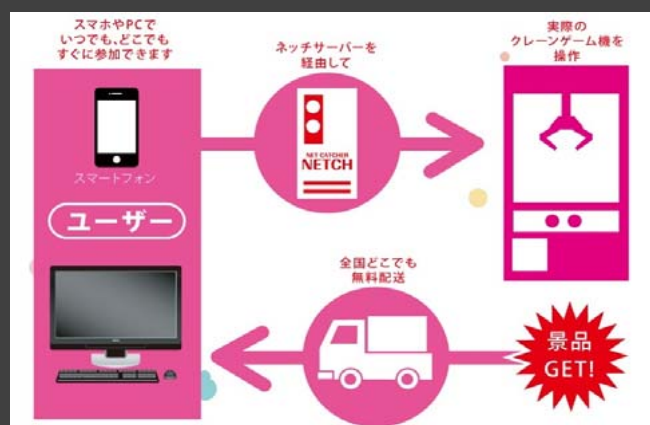 スマホやPCで
いつでも、どこでも
すぐに参加できます
ネッチサーバーを
経由して
実際の
クレーンゲーム機を
操作
スマートフォン
NET CATCHER
NETCH
ユーザー
全国どこでも
無料配送
景品
GET!